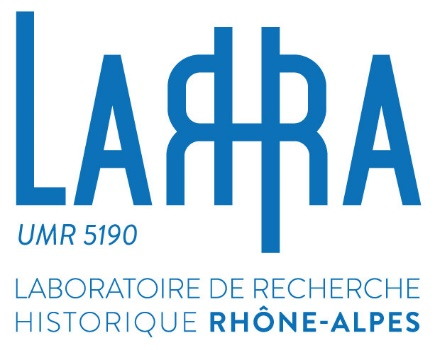 LARHRA
UMR 5190
LABORATOIRE DE RECHERCHE
HISTORIQUE RHÔNE-ALPES